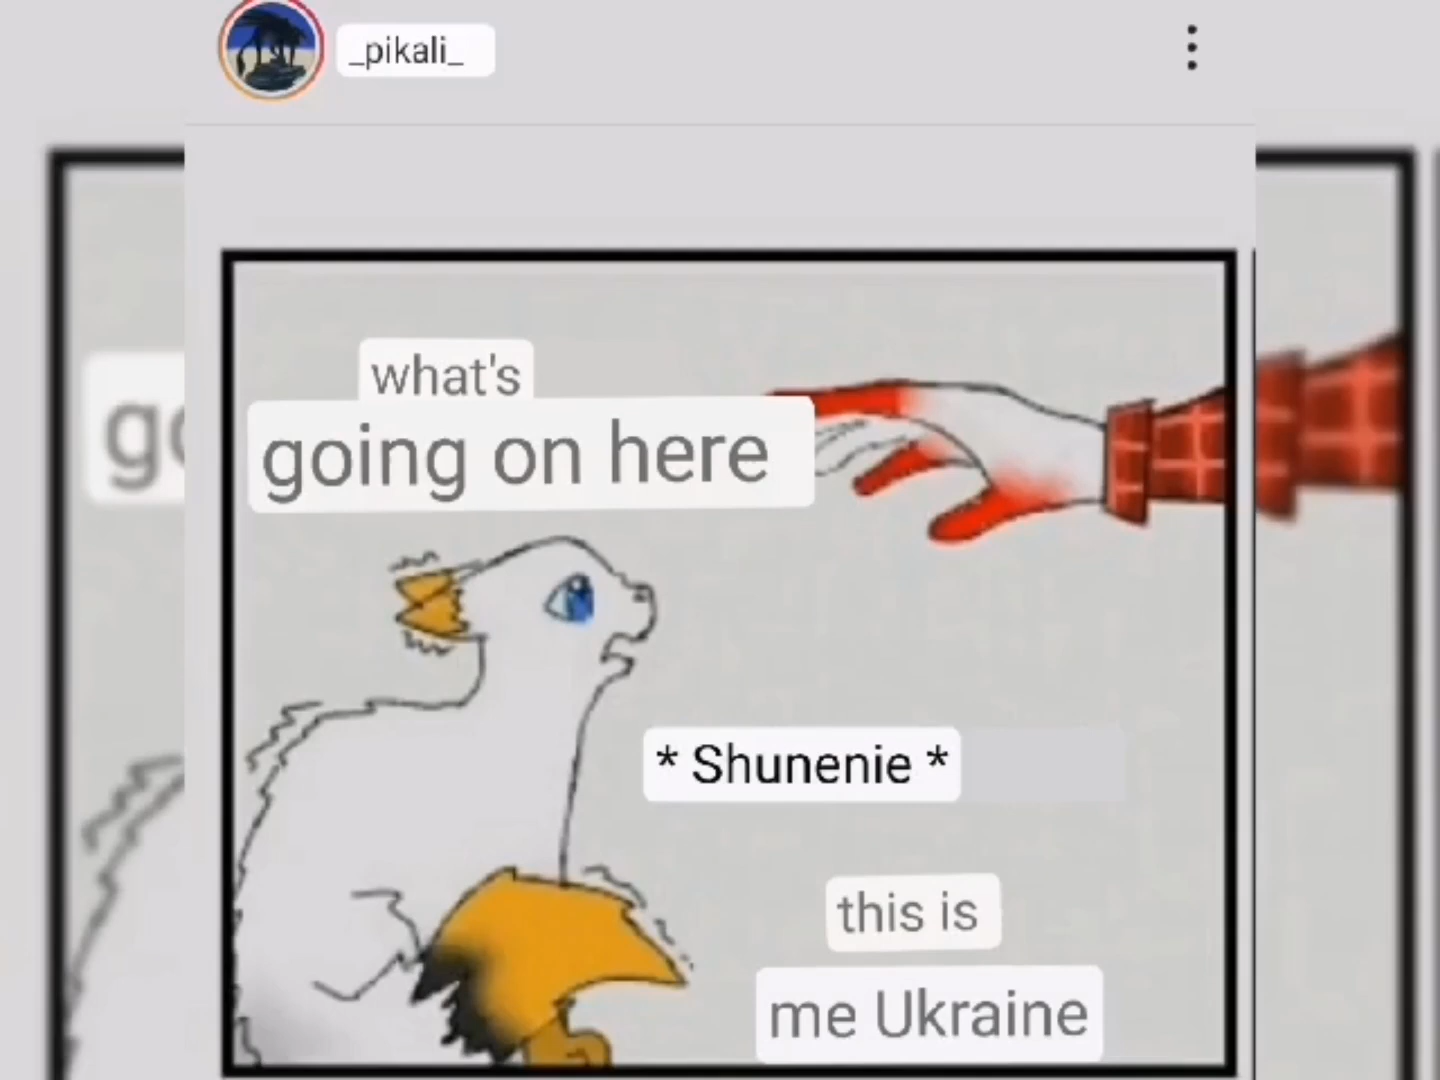 _pikali_
what's
going on here
* Shunenie *
this is
me Ukraine